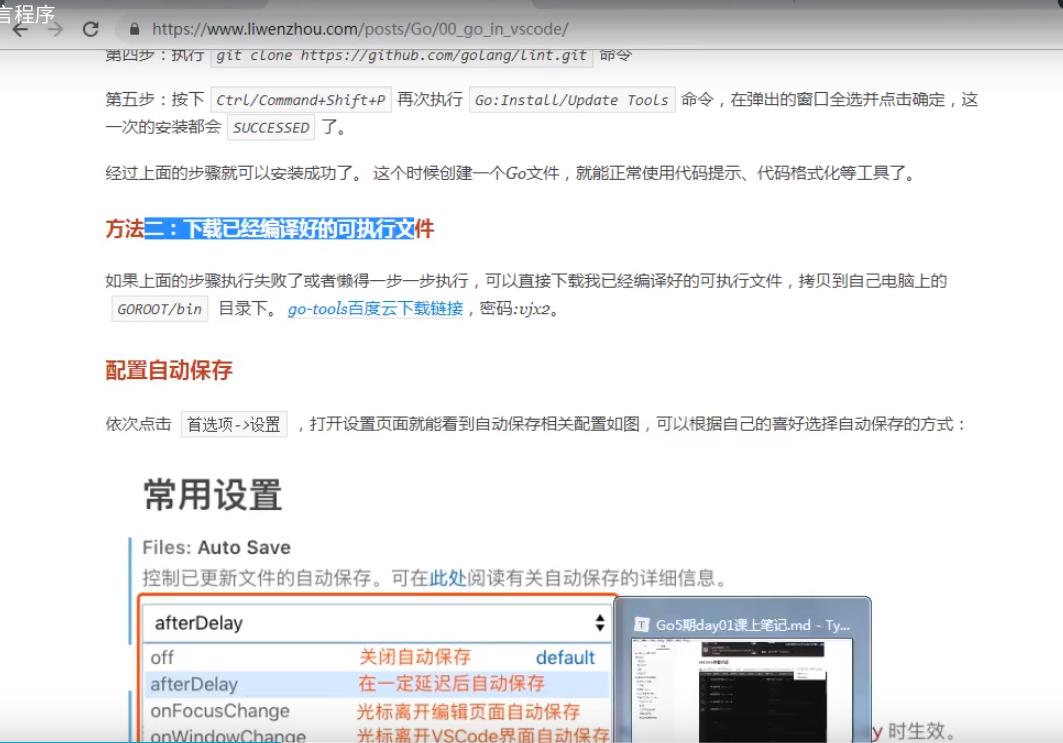 言程序
https://www.liwenzhou.com/posts/Go/00_go_in_vscode/
第四步：执行 git clone https://github.com/golang/lint.git 命令
第五步：按下 Ctrl/Command+Shift+P 再次执行 Go:Install/Update Tools 命令，在弹出的窗口全选并点击确定，这
一次的安装都会 SUCCESSED 了。
经过上面的步骤就可以安装成功了。 这个时候创建一个Go文件，就能正常使用代码提示、代码格式化等工具了。
方法二：下载已经编译好的可执行文件
如果上面的步骤执行失败了或者懒得一步一步执行，可以直接下载我已经编译好的可执行文件，拷贝到自己电脑上的
GOROOT/bin 目录下。 go-tools百度云下载链接，密码:vjx2。
配置自动保存
依次点击 首选项->设置 ，打开设置页面就能看到自动保存相关配置如图，可以根据自己的喜好选择自动保存的方式：
常用设置
Files: Auto Save
控制已更新文件的自动保存。可在此处阅读有关自动保存的详细信息。
afterDelay
T Go5期day01课上笔记.md - Ty...
off 关闭自动保存 default
afterDelay 在一定延迟后自动保存
onFocusChange 光标离开编辑页面自动保存
onWindowChange 光标离开VSCode界面自动保存
y 时生效。